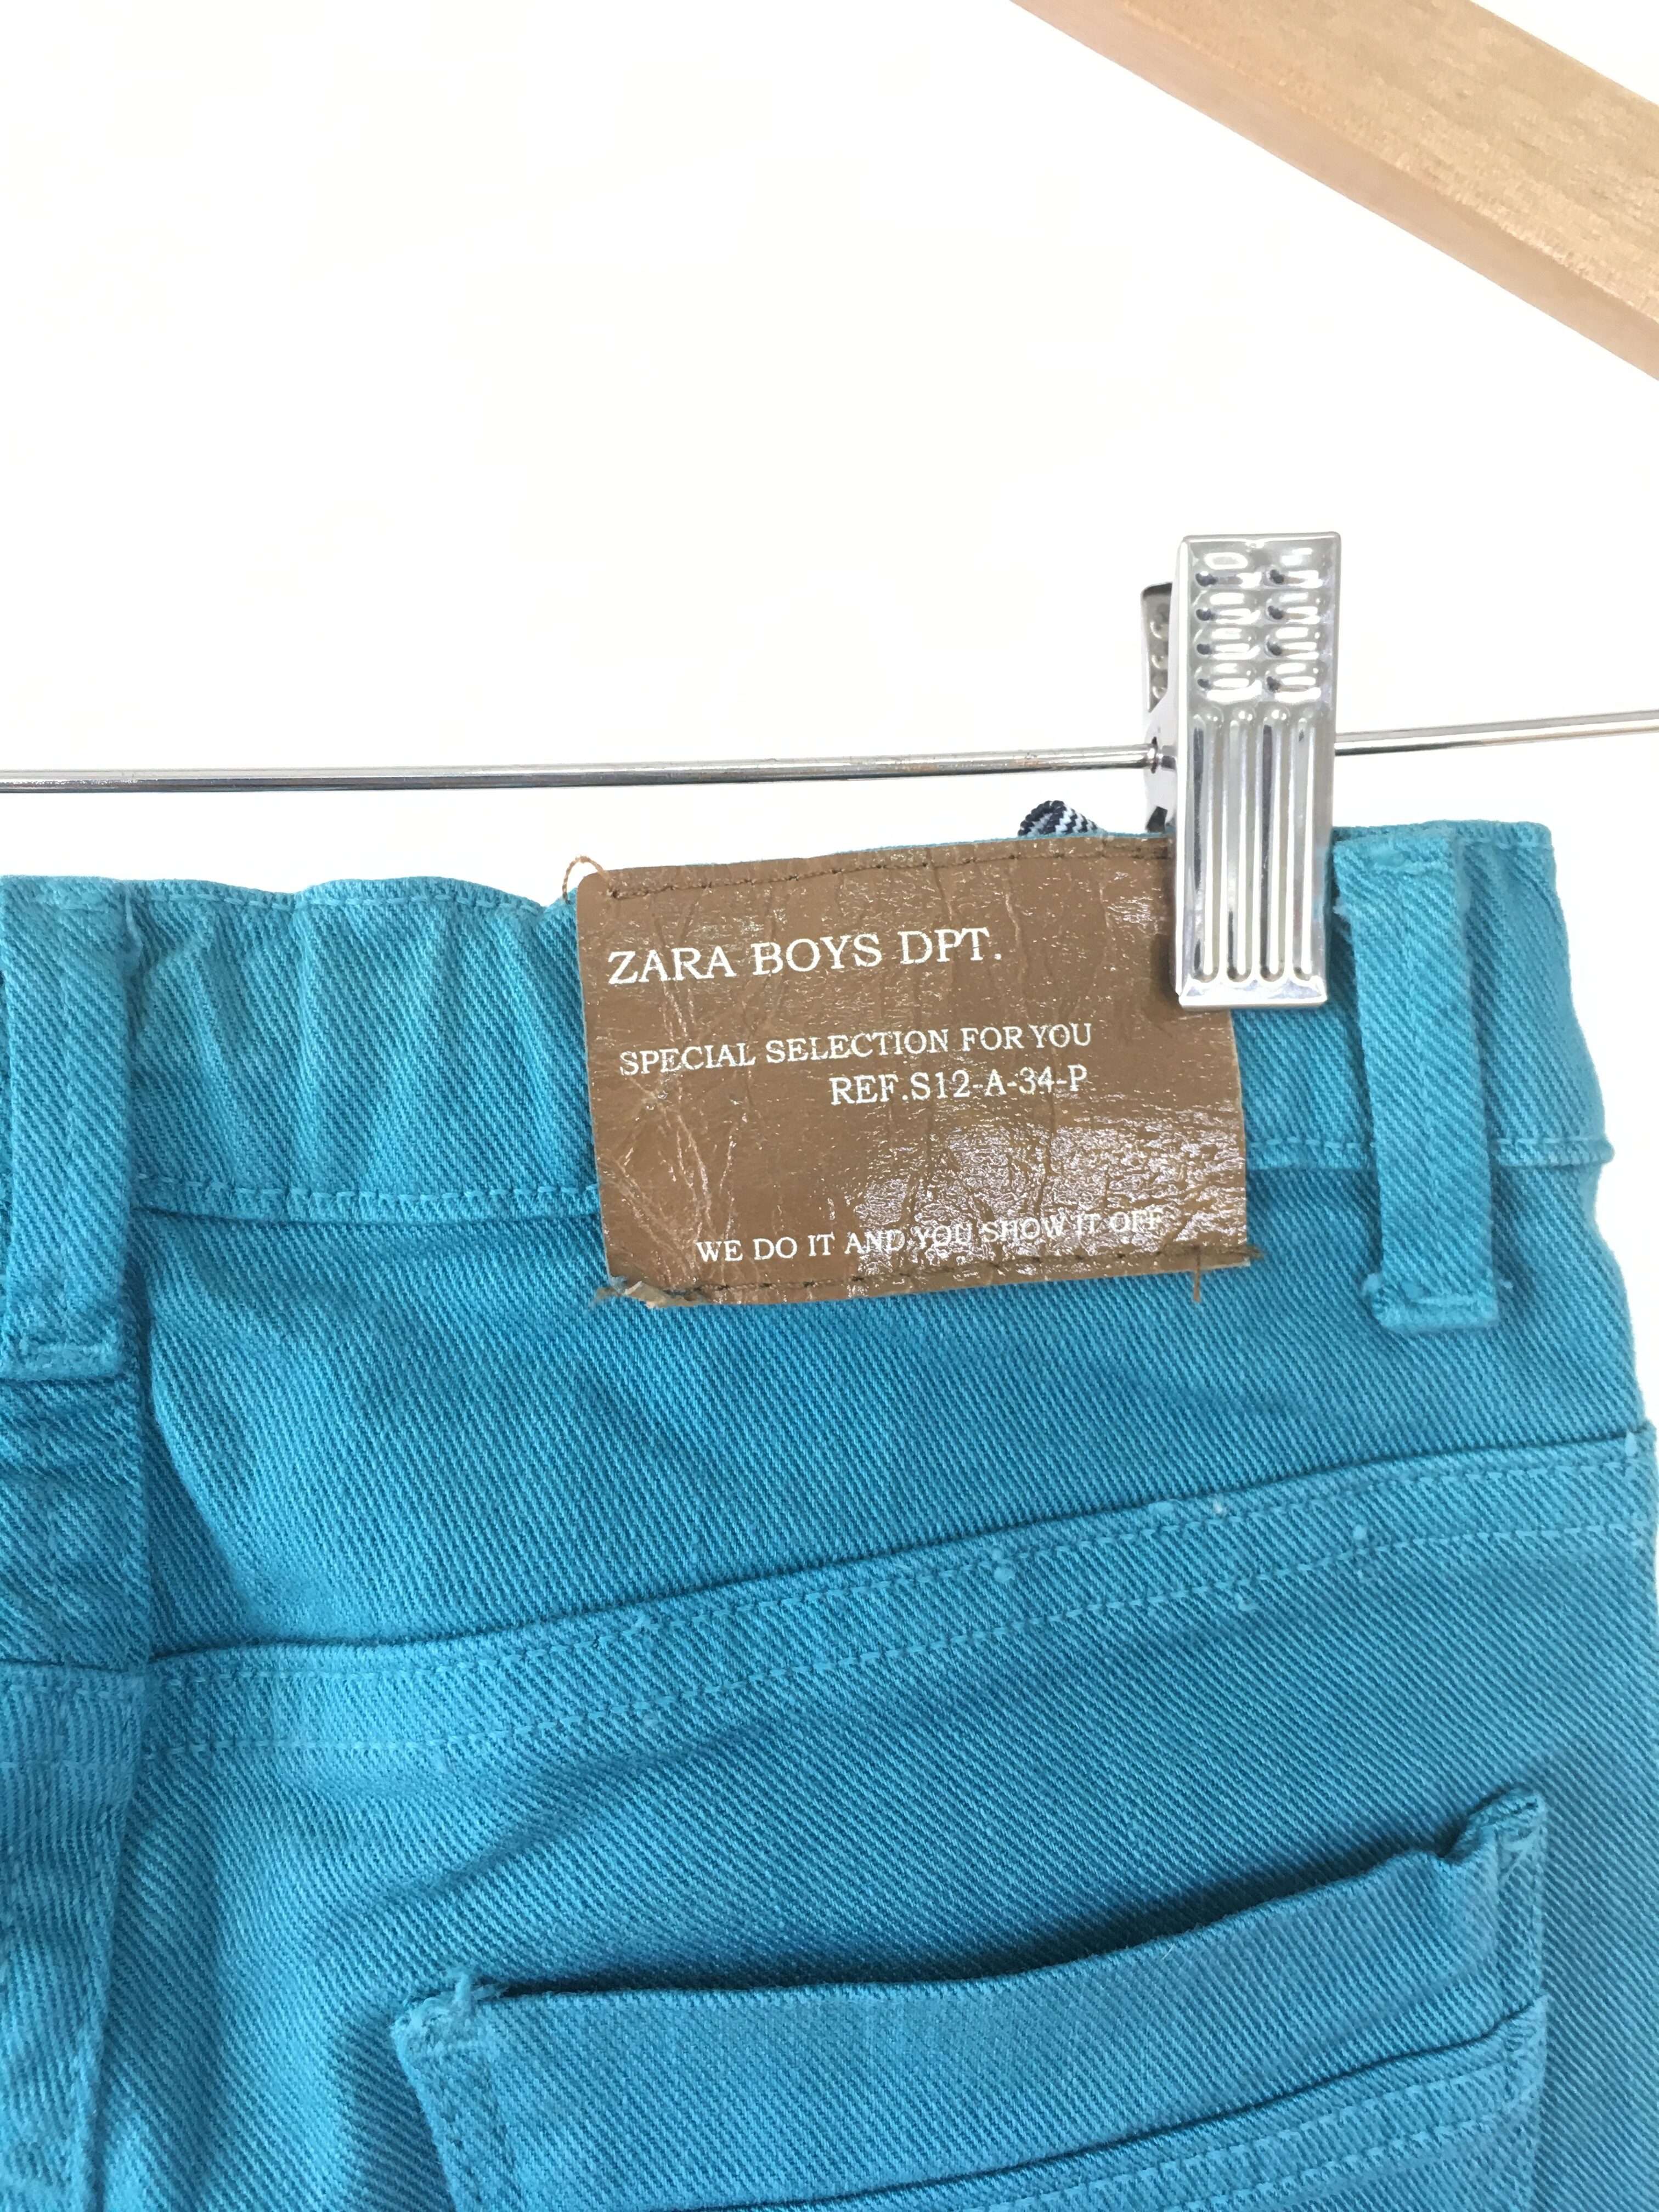 ZARA BOYS DPT.
SPECIAL SELECTION FOR YOU
REF.S12-A-34-P
WE DO IT AND YOU SHOW IT OFF